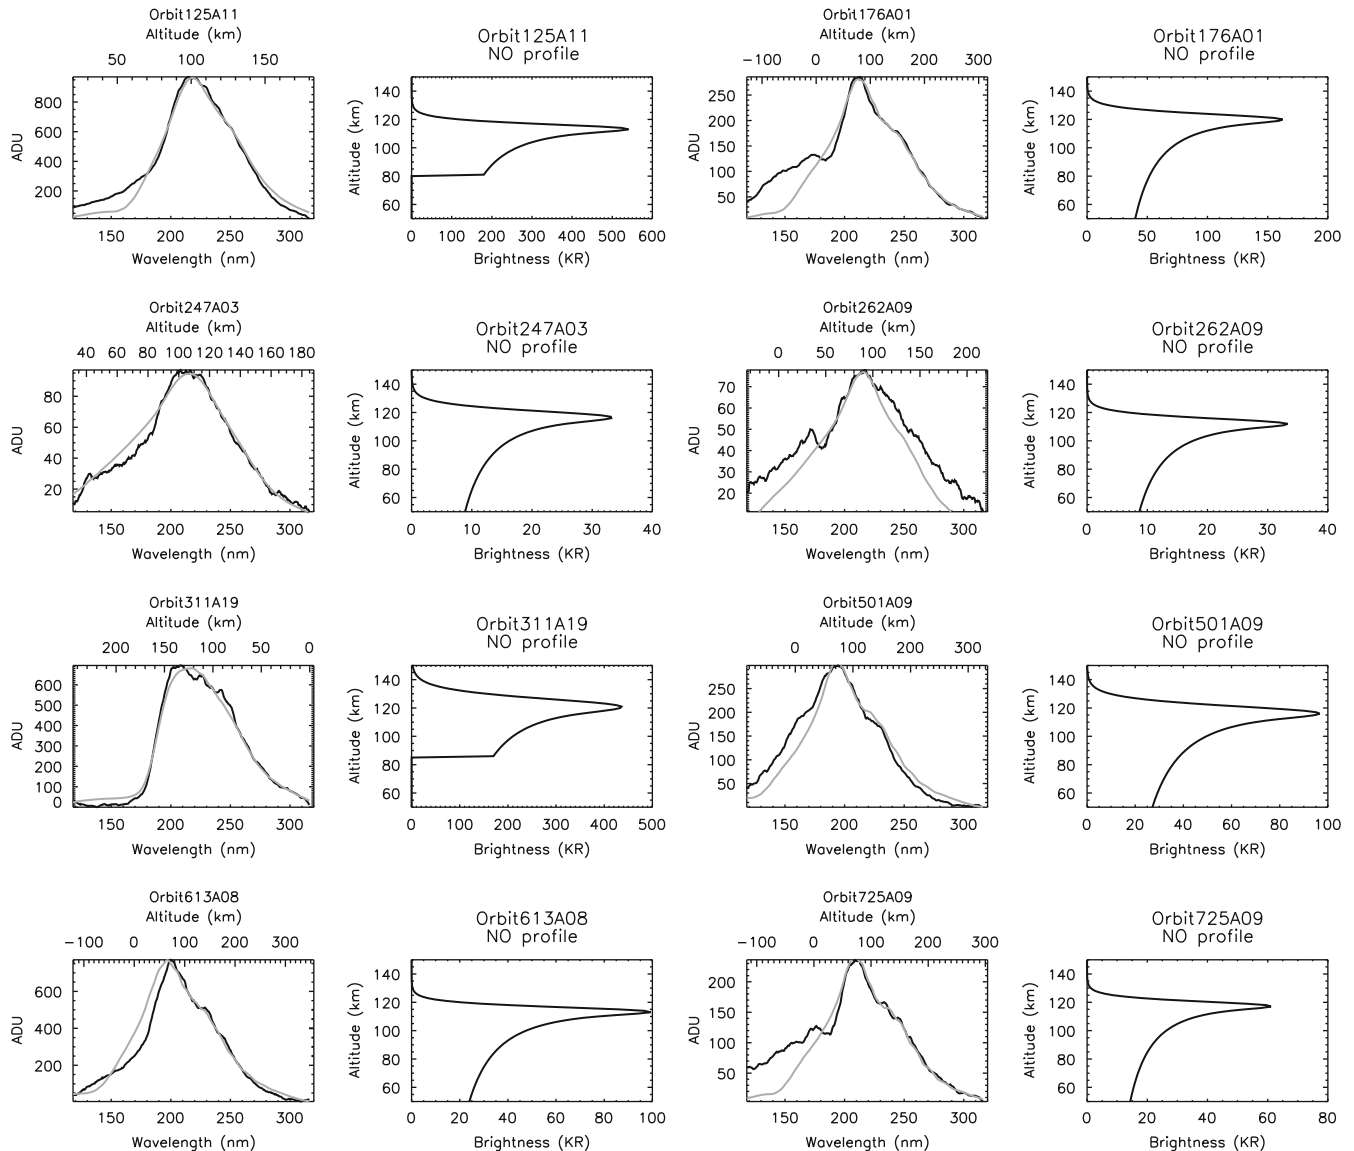 Orbit125A11
Altitude (km)
50 100 150
ADU
800
600
400
200
150 200 250 300
Wavelength (nm)
Orbit125A11
NO profile
Altitude (km)
140
120
100
80
60
0 100 200 300 400 500 600
Brightness (KR)
Orbit176A01
Altitude (km)
−100 0 100 200 300
ADU
250
200
150
100
50
150 200 250 300
Wavelength (nm)
Orbit176A01
NO profile
Altitude (km)
140
120
100
80
60
0 50 100 150 200
Brightness (KR)
Orbit247A03
Altitude (km)
40 60 80 100 120 140 160 180
ADU
80
60
40
20
150 200 250 300
Wavelength (nm)
Orbit247A03
NO profile
Altitude (km)
140
120
100
80
60
0 10 20 30 40
Brightness (KR)
Orbit262A09
Altitude (km)
0 50 100 150 200
ADU
70
60
50
40
30
20
150 200 250 300
Wavelength (nm)
Orbit262A09
NO profile
Altitude (km)
140
120
100
80
60
0 10 20 30 40
Brightness (KR)
Orbit311A19
Altitude (km)
200 150 100 50 0
ADU
600
500
400
300
200
100
0
150 200 250 300
Wavelength (nm)
Orbit311A19
NO profile
Altitude (km)
140
120
100
80
60
0 100 200 300 400 500
Brightness (KR)
Orbit501A09
Altitude (km)
0 100 200 300
ADU
250
200
150
100
50
150 200 250 300
Wavelength (nm)
Orbit501A09
NO profile
Altitude (km)
140
120
100
80
60
0 20 40 60 80 100
Brightness (KR)
Orbit613A08
Altitude (km)
−100 0 100 200 300
ADU
600
400
200
150 200 250 300
Wavelength (nm)
Orbit613A08
NO profile
Altitude (km)
140
120
100
80
60
0 20 40 60 80 100
Brightness (KR)
Orbit725A09
Altitude (km)
−100 0 100 200 300
ADU
200
150
100
50
150 200 250 300
Wavelength (nm)
Orbit725A09
NO profile
Altitude (km)
140
120
100
80
60
0 20 40 60 80
Brightness (KR)